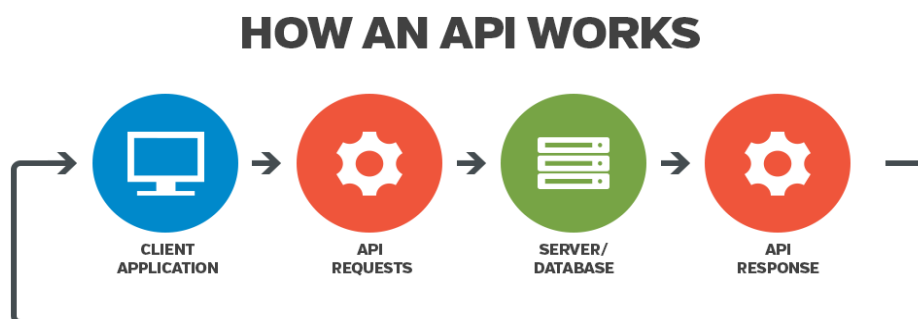 HOW AN API WORKS
CLIENT
APPLICATION
API
REQUESTS
SERVER/
DATABASE
API
RESPONSE